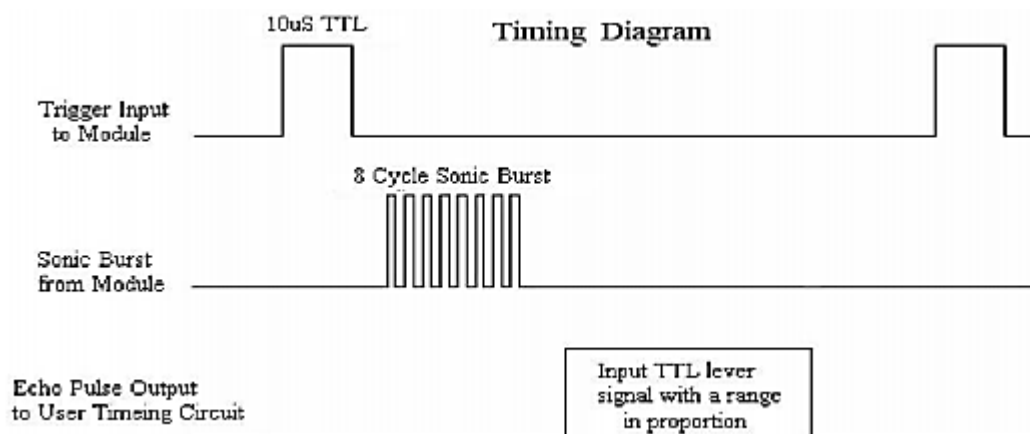 10uS TTL
Timing Diagram
Trigger Input
to Module
8 Cycle Sonic Burst
Sonic Burst
from Module
Echo Pulse Output
to User Timeing Circuit
Input TTL lever
signal with a range
in proportion